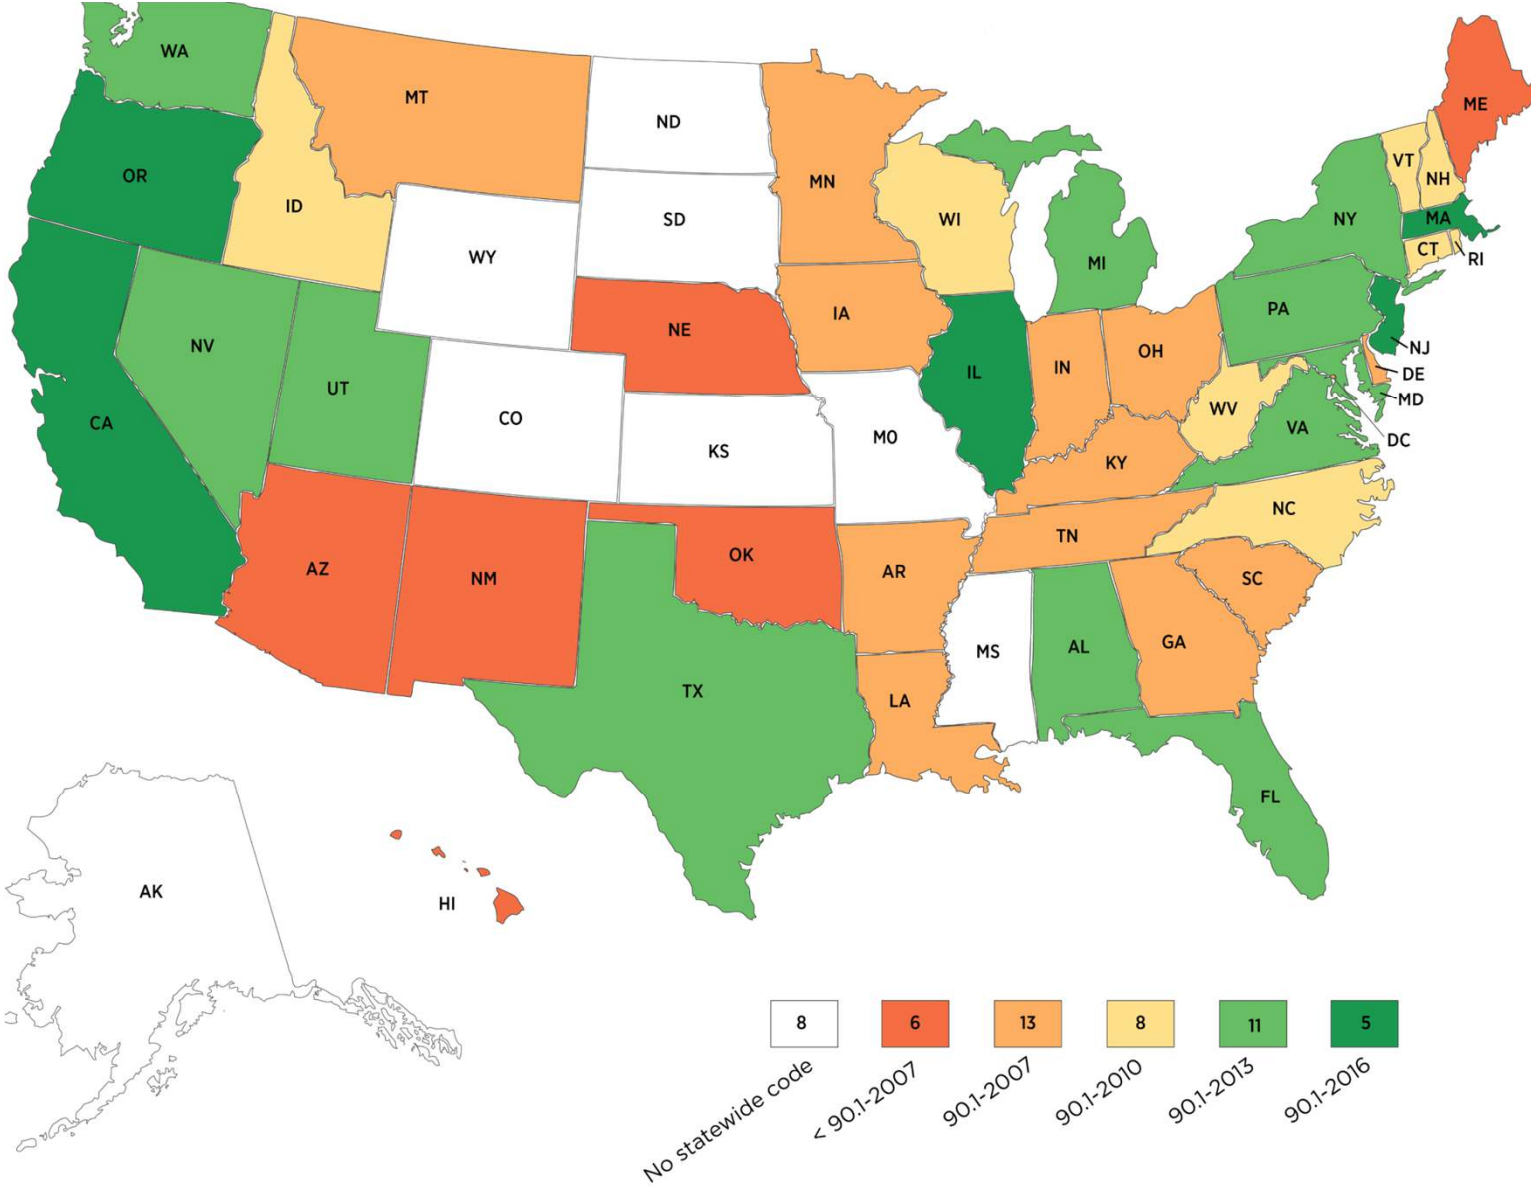 WA
MT
ND
ME
OR
ID
MN
VT
NH
SD
WI
NY
MA
WY
MI
CT
RI
NE
IA
PA
NV
OH
NJ
UT
IL
IN
DE
CO
WV
MD
CA
KS
MO
VA
DC
KY
NC
AZ
NM
OK
AR
TN
SC
MS
AL
GA
TX
LA
FL
AK
HI
8 6 13 8 11 5
No statewide code
< 90.1-2007
90.1-2007
90.1-2010
90.1-2013
90.1-2016